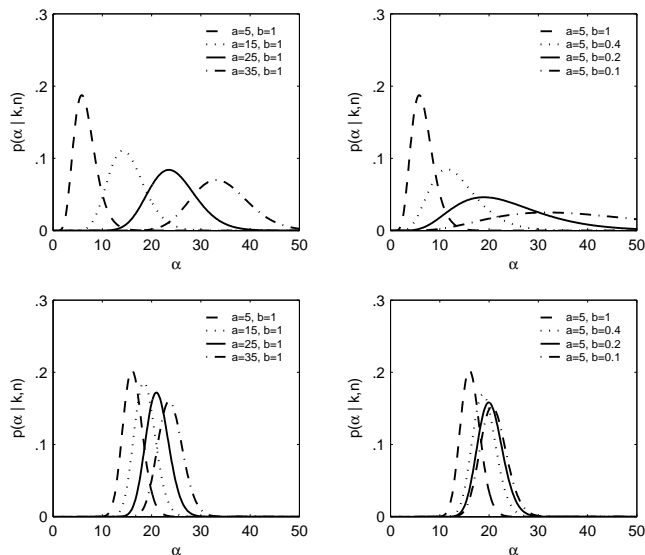 .3
.2
.1
0
p(α | k,n)
a=5, b=1
a=15, b=1
a=25, b=1
a=35, b=1
0 10 20 30 40 50
α
.3
.2
.1
0
p(α | k,n)
a=5, b=1
a=5, b=0.4
a=5, b=0.2
a=5, b=0.1
0 10 20 30 40 50
α
.3
.2
.1
0
p(α | k,n)
a=5, b=1
a=15, b=1
a=25, b=1
a=35, b=1
0 10 20 30 40 50
α
.3
.2
.1
0
p(α | k,n)
a=5, b=1
a=5, b=0.4
a=5, b=0.2
a=5, b=0.1
0 10 20 30 40 50
α